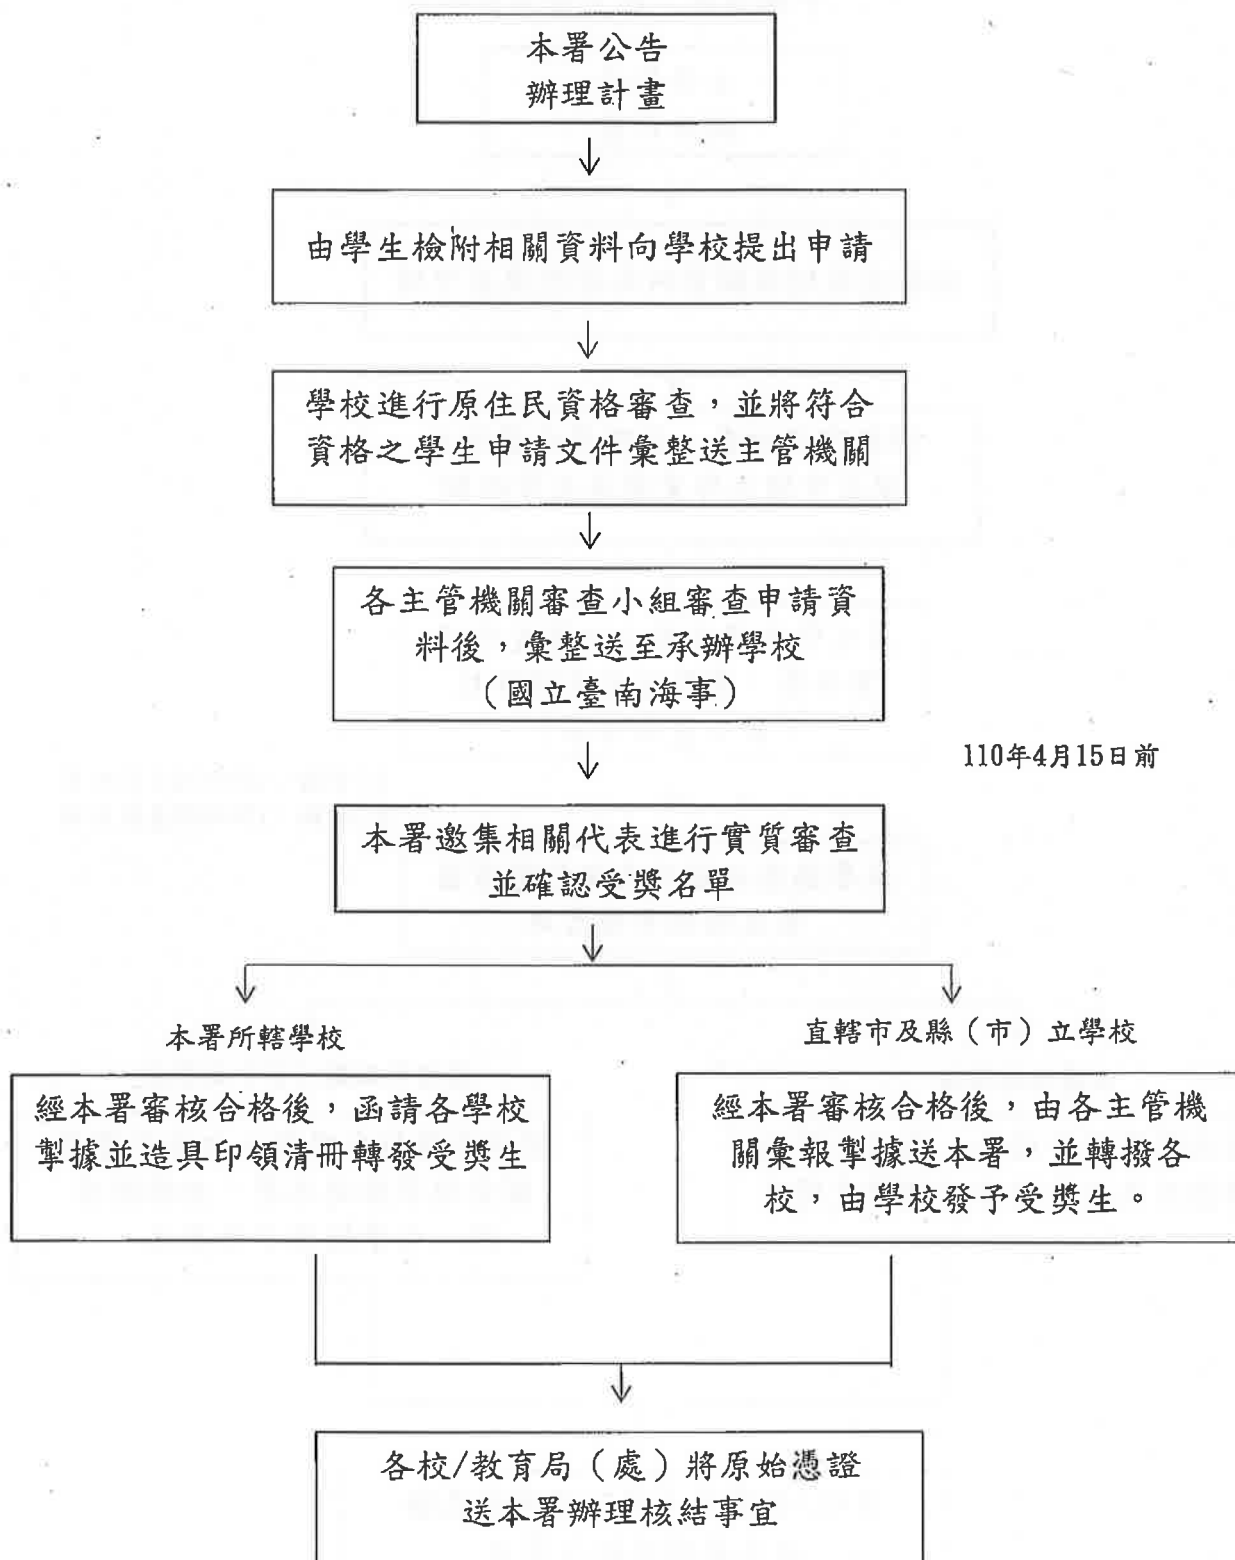 本署公告
辦理計畫
由學生檢附相關資料向學校提出申請
學校進行原住民資格審查，並將符合
資格之學生申請文件彙整送主管機關
各主管機關審查小組審查申請資
料後，彙整送至承辦學校
（國立臺南海事）
110年4月15日前
本署邀集相關代表進行實質審查
並確認受獎名單
本署所轄學校
直轄市及縣（市）立學校
經本署審核合格後，函請各學校
掣據並造具印領清冊轉發受獎生
經本署審核合格後，由各主管機
關彙報掣據送本署，並轉撥各
校，由學校發予受獎生。
各校/教育局（處）將原始憑證
送本署辦理核結事宜